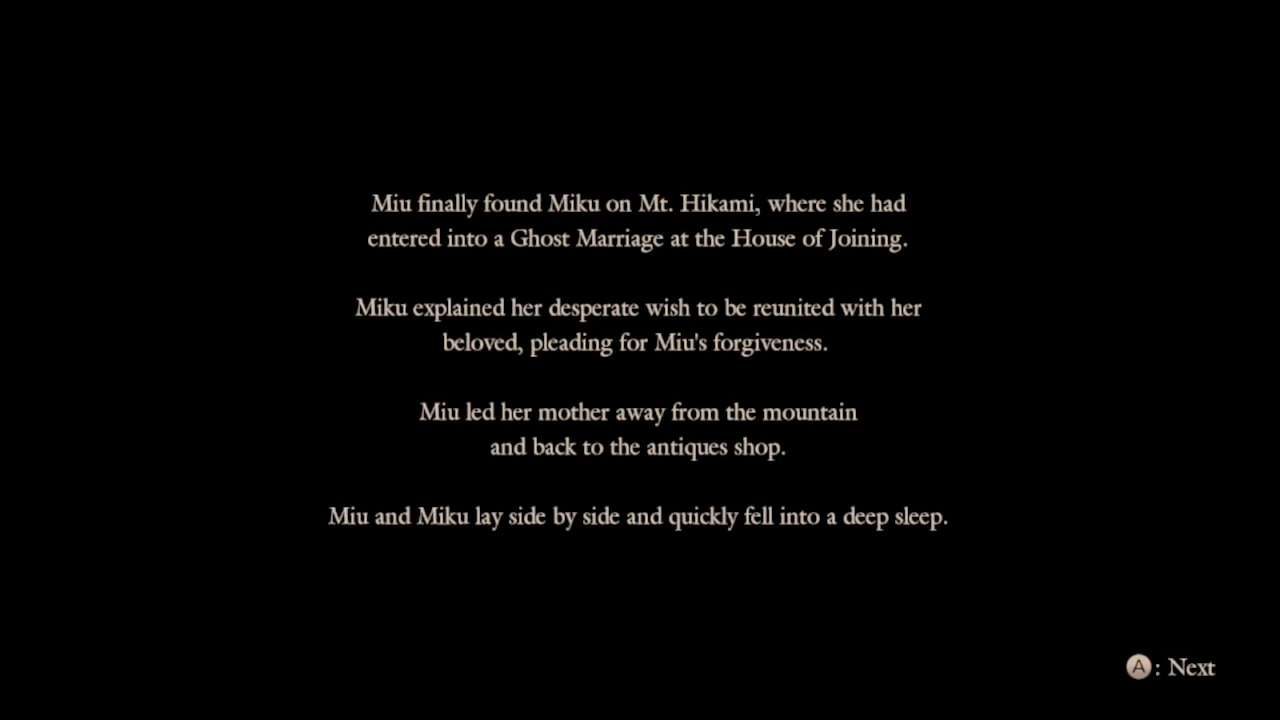 Miu finally found Miku on Mt. Hikami, where she had
entered into a Ghost Marriage at the House of Joining.
Miku explained her desperate wish to be reunited with her
beloved, pleading for Miu's forgiveness.
Miu led her mother away from the mountain
and back to the antiques shop.
Miu and Miku lay side by side and quickly fell into a deep sleep.
A: Next